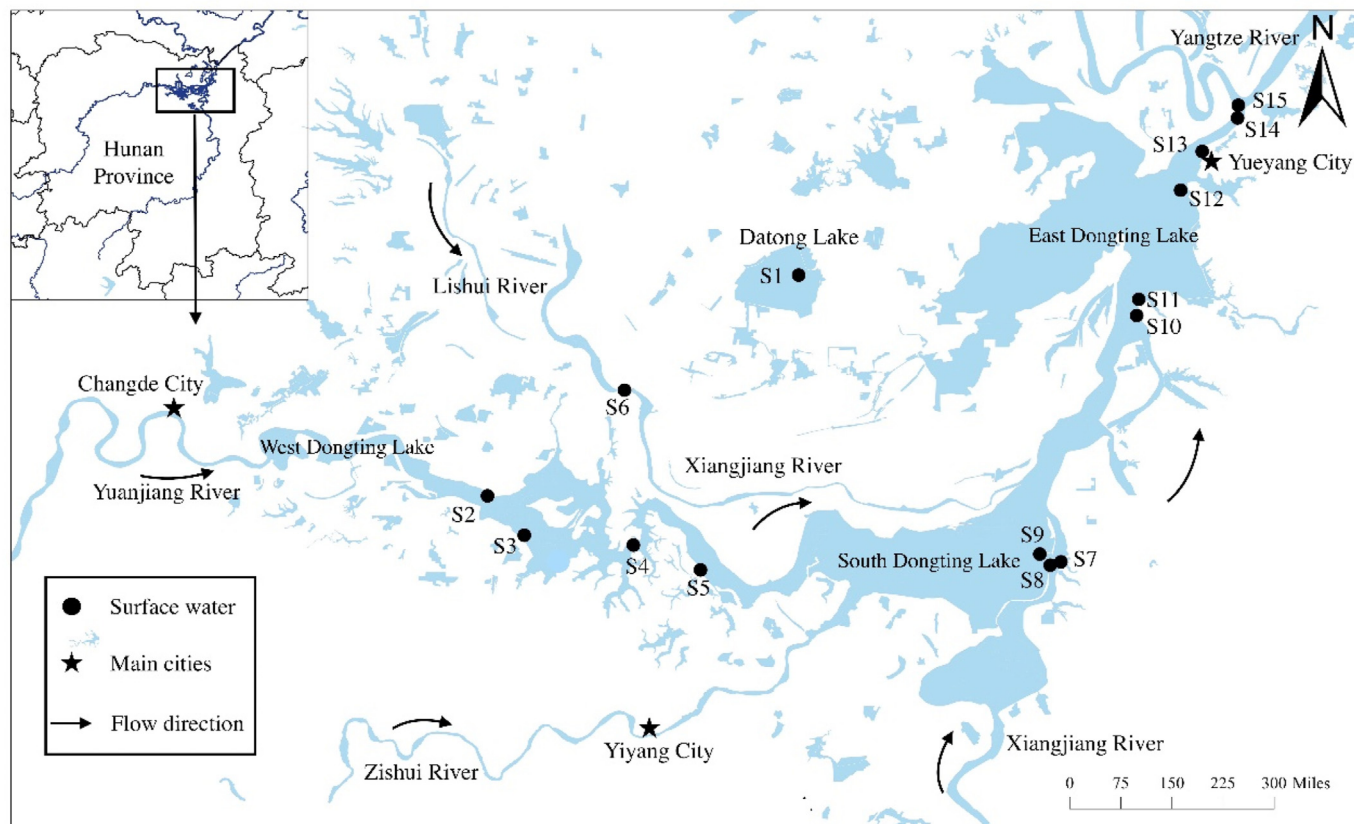 Hunan
Province
Yangtze River
N
S15
S14
S13
Yueyang City
S12
East Dongting Lake
Datong Lake
S1
Lishui River
S11
S10
Changde City
S6
West Dongting Lake
Yuanjiang River
Xiangjiang River
S2
S3
S4
S5
South Dongting Lake
S9
S7
S8
Surface water
Main cities
Flow direction
Yiyang City
Zishui River
Xiangjiang River
0 75 150 225 300 Miles